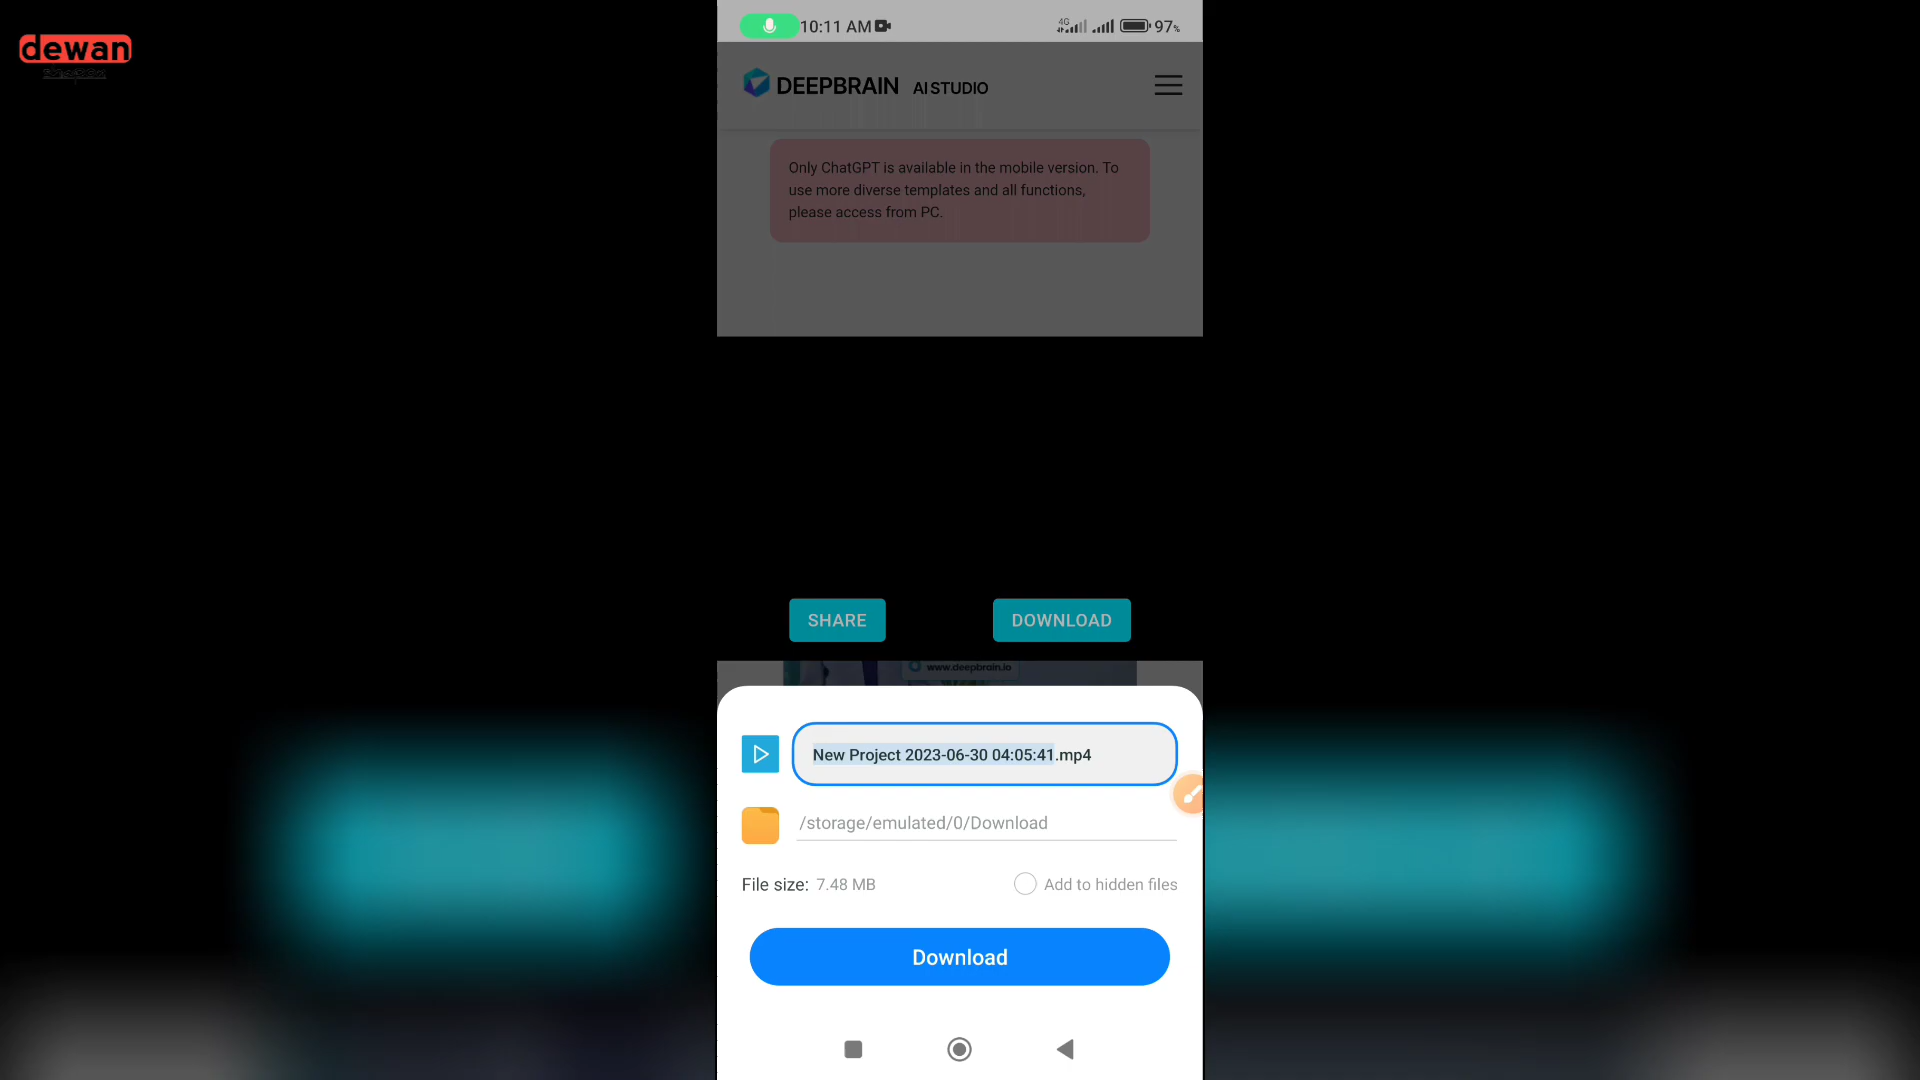 dewan
10:11 AM
4G
97%
DEEPBRAIN AI STUDIO
Only ChatGPT is available in the mobile version. To
use more diverse templates and all functions,
please access from PC.
SHARE
DOWNLOAD
www.deepbrain.io
New Project 2023-06-30 04:05:41.mp4
/storage/emulated/0/Download
File size: 7.48 MB
Add to hidden files
Download